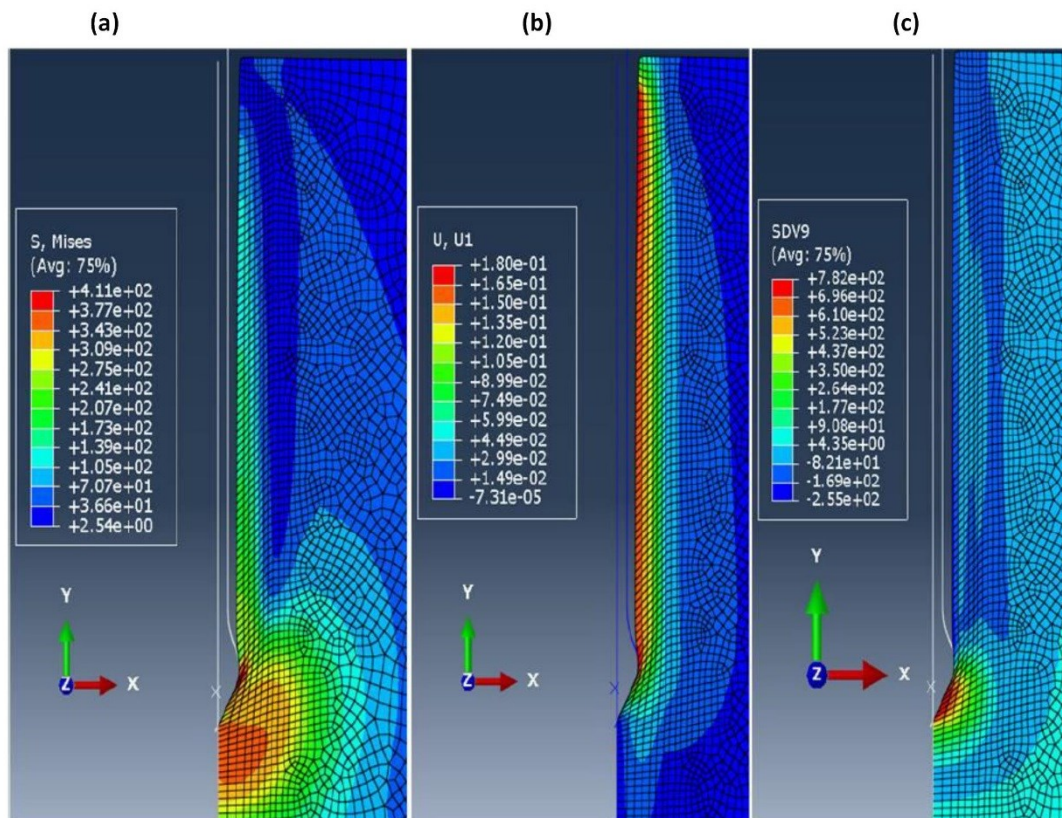 (a)
(b)
(c)
S, Mises
(Avg: 75%)
+4.11e+02
+3.77e+02
+3.43e+02
+3.09e+02
+2.75e+02
+2.41e+02
+2.07e+02
+1.73e+02
+1.39e+02
+1.05e+02
+7.07e+01
+3.66e+01
+2.54e+00
Y
Z
X
U, U1
+1.80e-01
+1.65e-01
+1.50e-01
+1.35e-01
+1.20e-01
+1.05e-01
+8.99e-02
+7.49e-02
+5.99e-02
+4.49e-02
+2.99e-02
+1.49e-02
-7.31e-05
Y
Z
X
SDV9
(Avg: 75%)
+7.82e+02
+6.96e+02
+6.10e+02
+5.23e+02
+4.37e+02
+3.50e+02
+2.64e+02
+1.77e+02
+9.08e+01
+4.35e+00
-8.21e+01
-1.69e+02
-2.55e+02
Y
Z
X